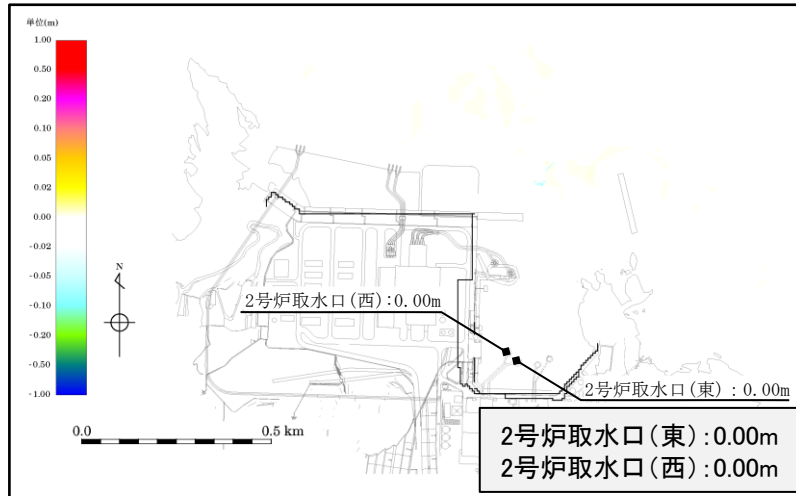 単位(m)
1.00
0.50
0.20
0.10
0.05
0.02
0.00
-0.02
-0.05
-0.10
-0.20
-0.50
-1.00
N
2号炉取水口(西):0.00m
2号炉取水口(東)：0.00m
0.0 0.5 km
2号炉取水口(東):0.00m
2号炉取水口(西):0.00m